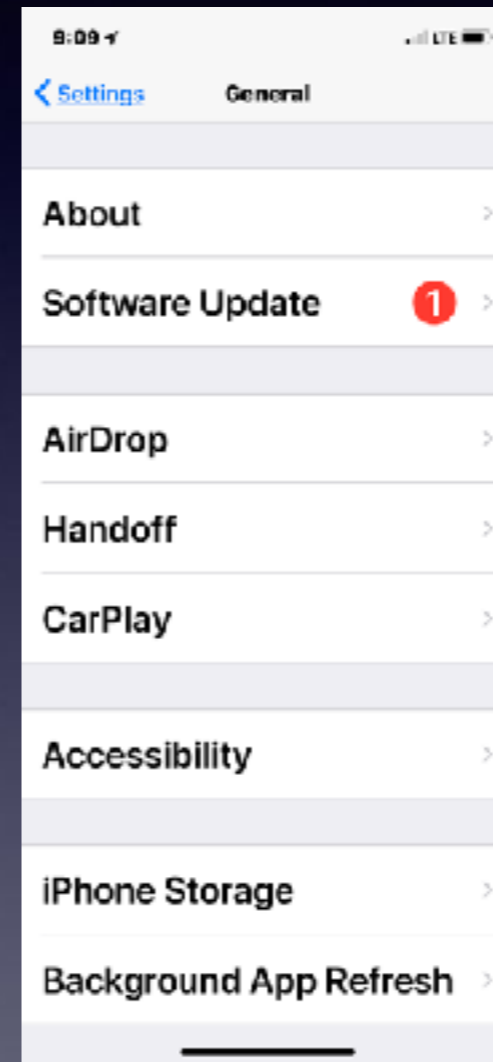 9:09 LTE
Settings General
About
Software Update 1
AirDrop
Handoff
CarPlay
Accessibility
iPhone Storage
Background App Refresh